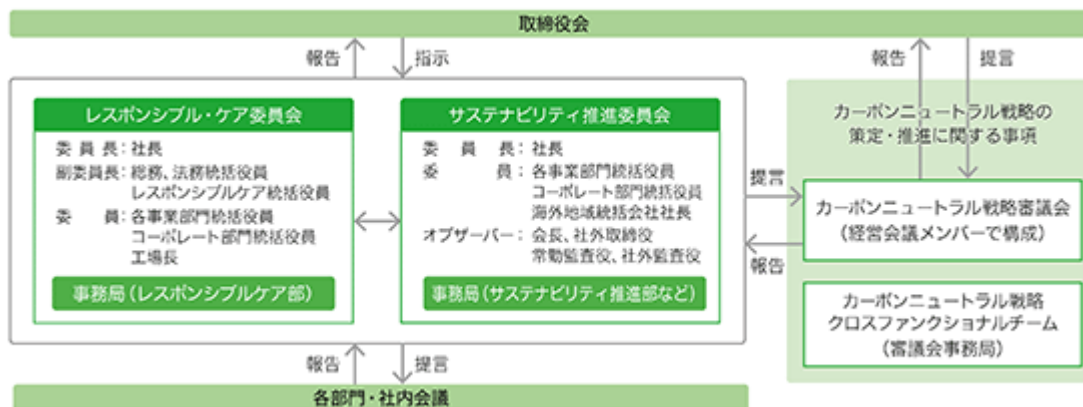 取締役会
報告
指示
報告
提言
レスポンシブル・ケア委員会
委員長：社長
副委員長：総務、法務統括役員
レスポンシブルケア統括役員
委員：各事業部門統括役員
コーポレート部門統括役員
工場長
事務局（レスポンシブルケア部）
サステナビリティ推進委員会
委員長：社長
委員：各事業部門統括役員
コーポレート部門統括役員
海外地域統括会社社長
オブザーバー：会長、社外取締役
常勤監査役、社外監査役
事務局（サステナビリティ推進部など）
提言
報告
カーボンニュートラル戦略の
策定・推進に関する事項
カーボンニュートラル戦略審議会
（経営会議メンバーで構成）
カーボンニュートラル戦略
クロスファンクショナルチーム
（審議会事務局）
報告
提言
各部門・社内会議